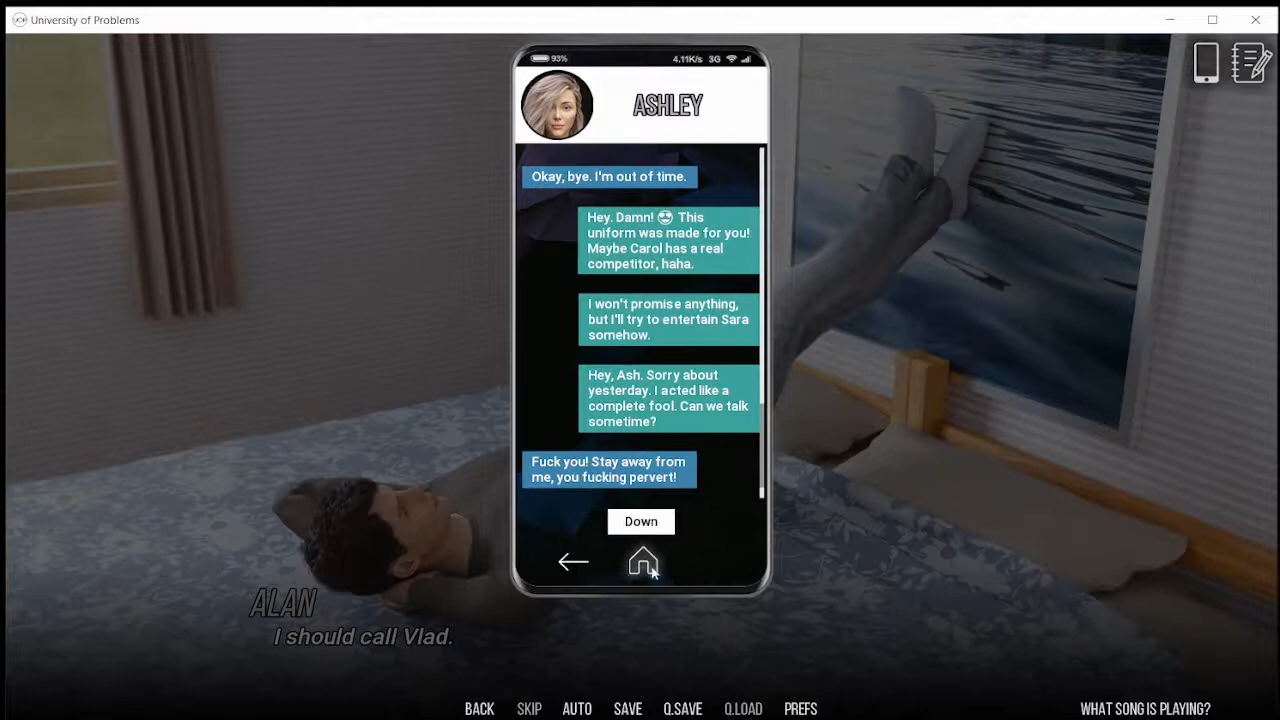 University of Problems
93%
4.11K/s 3G
ASHLEY
Okay, bye. I'm out of time.
Hey. Damn! 😍 This
uniform was made for you!
Maybe Carol has a real
competitor, haha.
I won't promise anything,
but I'll try to entertain Sara
somehow.
Hey, Ash. Sorry about
yesterday. I acted like a
complete fool. Can we talk
sometime?
Fuck you! Stay away from
me, you fucking pervert!
Down
ALAN
I should call Vlad.
BACK SKIP AUTO SAVE Q.SAVE Q.LOAD PREFS
WHAT SONG IS PLAYING?